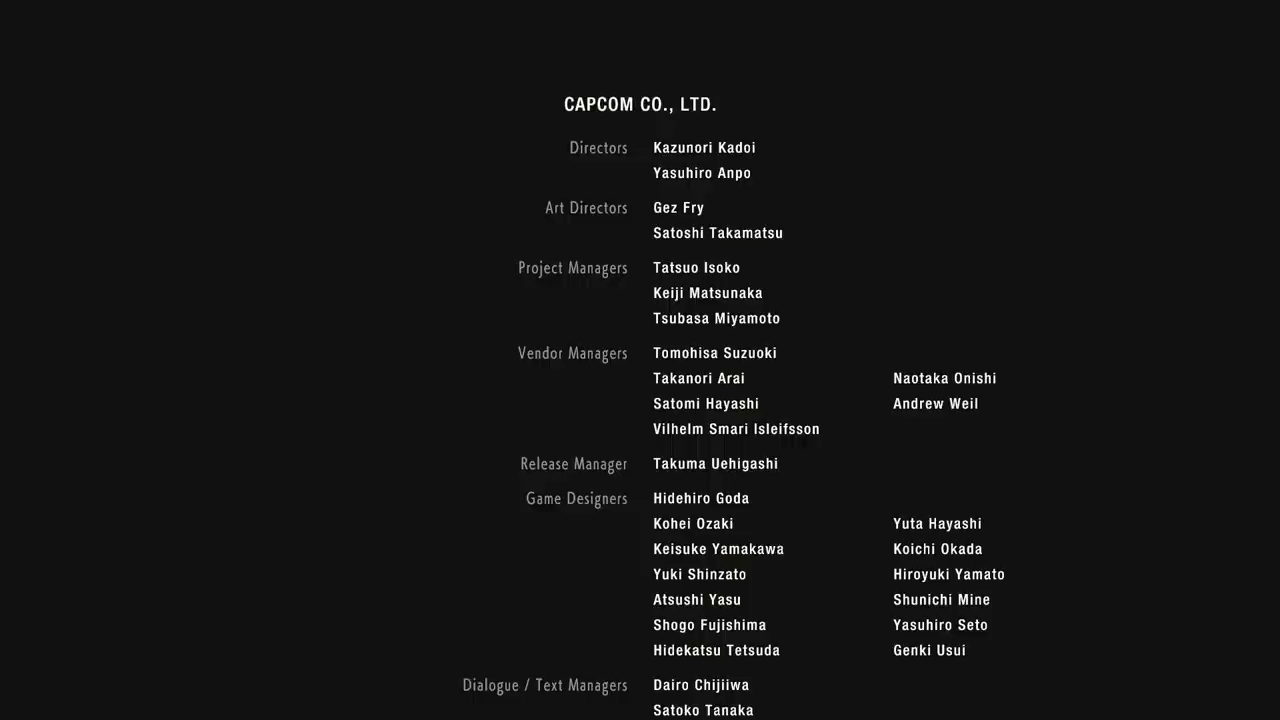 CAPCOM CO., LTD.
Directors Kazunori Kadoi
Yasuhiro Anpo
Art Directors Gez Fry
Satoshi Takamatsu
Project Managers Tatsuo Isoko
Keiji Matsunaka
Tsubasa Miyamoto
Vendor Managers Tomohisa Suzuoki
Takanori Arai Naotaka Onishi
Satomi Hayashi Andrew Weil
Vilhelm Smari Isleifsson
Release Manager Takuma Uehigashi
Game Designers Hidehiro Goda
Kohei Ozaki Yuta Hayashi
Keisuke Yamakawa Koichi Okada
Yuki Shinzato Hiroyuki Yamato
Atsushi Yasu Shunichi Mine
Shogo Fujishima Yasuhiro Seto
Hidekatsu Tetsuda Genki Usui
Dialogue / Text Managers Dairo Chijiiwa
Satoko Tanaka